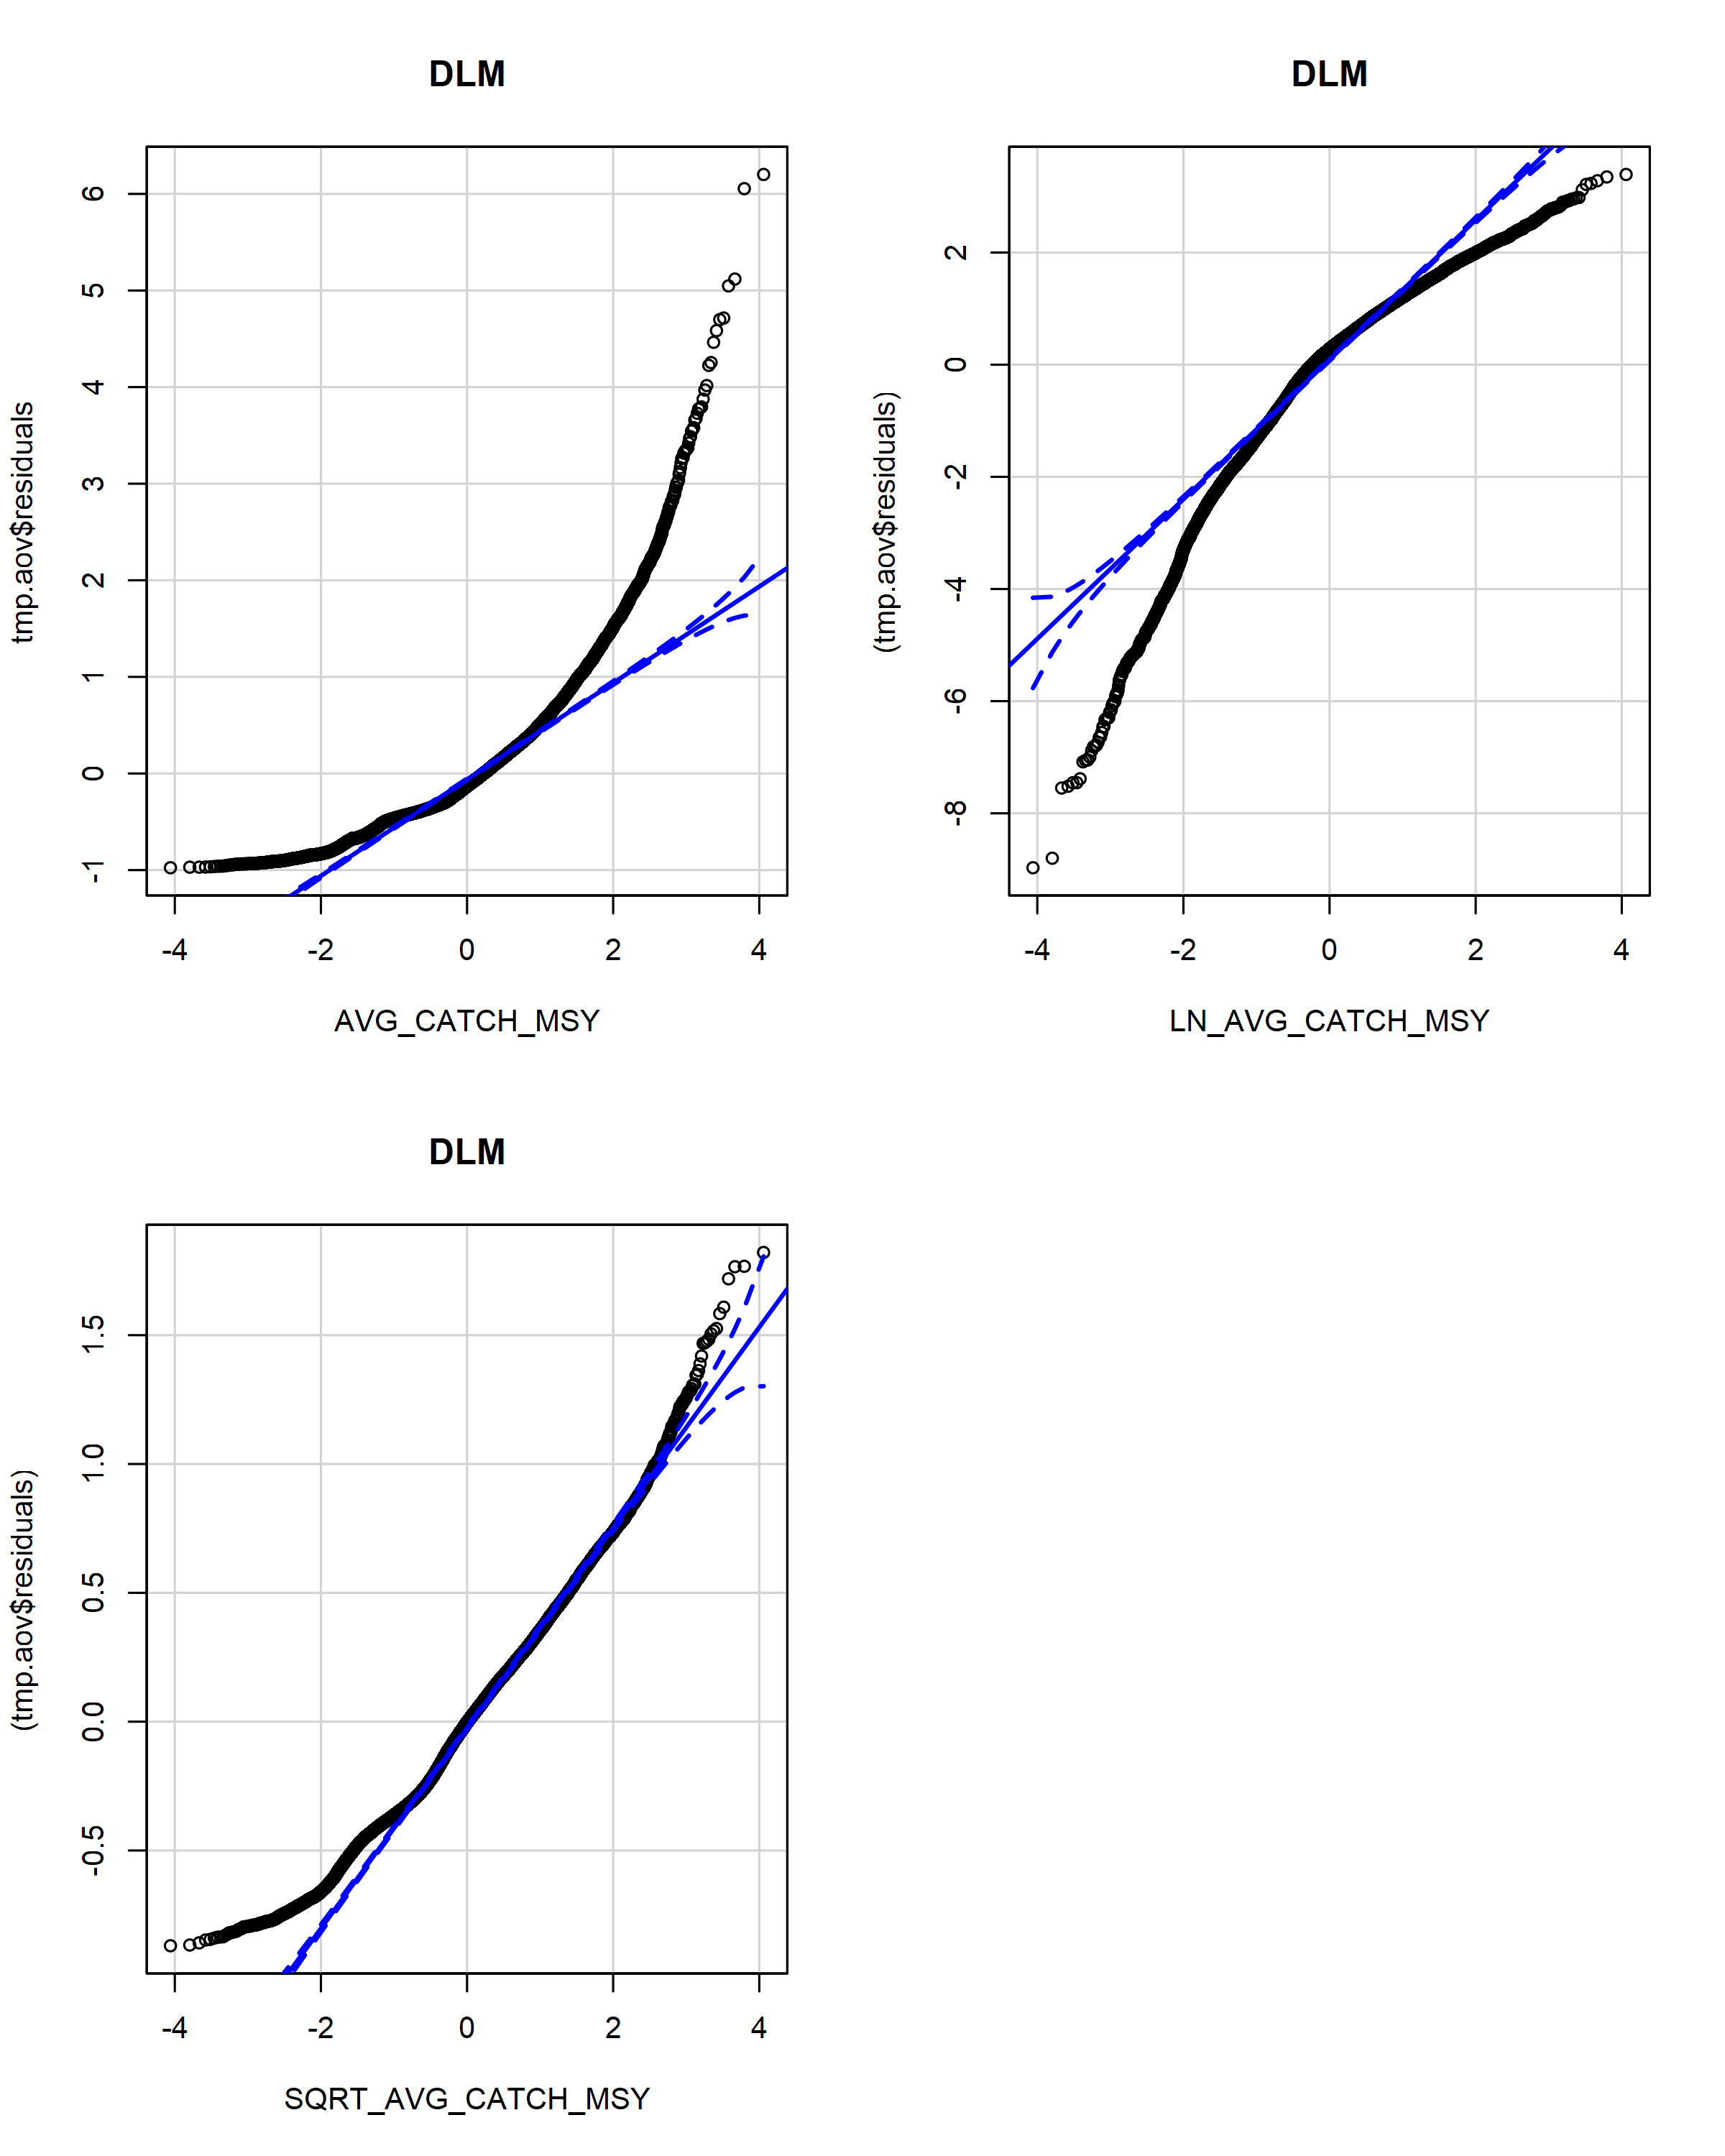 DLM
tmp.aov$residuals
6
5
4
3
2
1
0
-1
-4 -2 0 2 4
AVG_CATCH_MSY
DLM
(tmp.aov$residuals)
2
0
-2
-4
-6
-8
-4 -2 0 2 4
LN_AVG_CATCH_MSY
DLM
(tmp.aov$residuals)
1.5
1.0
0.5
0.0
-0.5
-4 -2 0 2 4
SQRT_AVG_CATCH_MSY